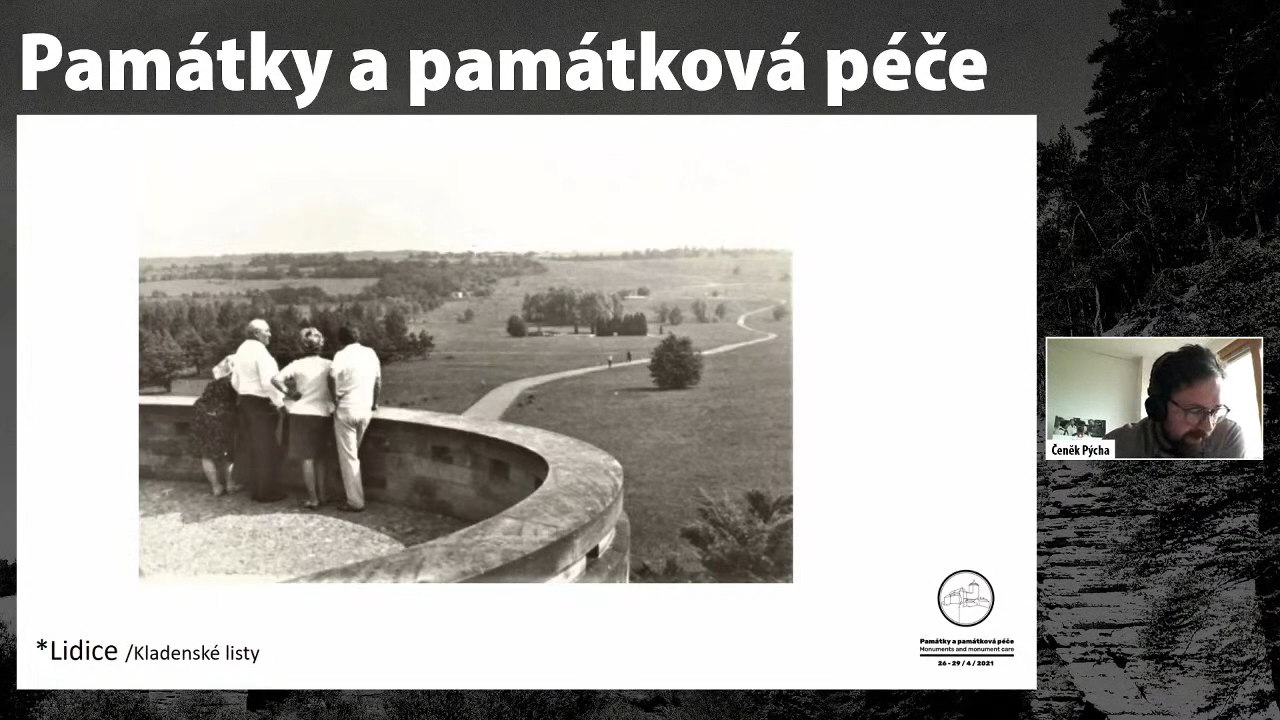 Památky a památková péče
*Lidice /Kladenské listy
Památky a památková péče
Monuments and monument care
26 - 29 / 4 / 2021
Čeněk Pýcha